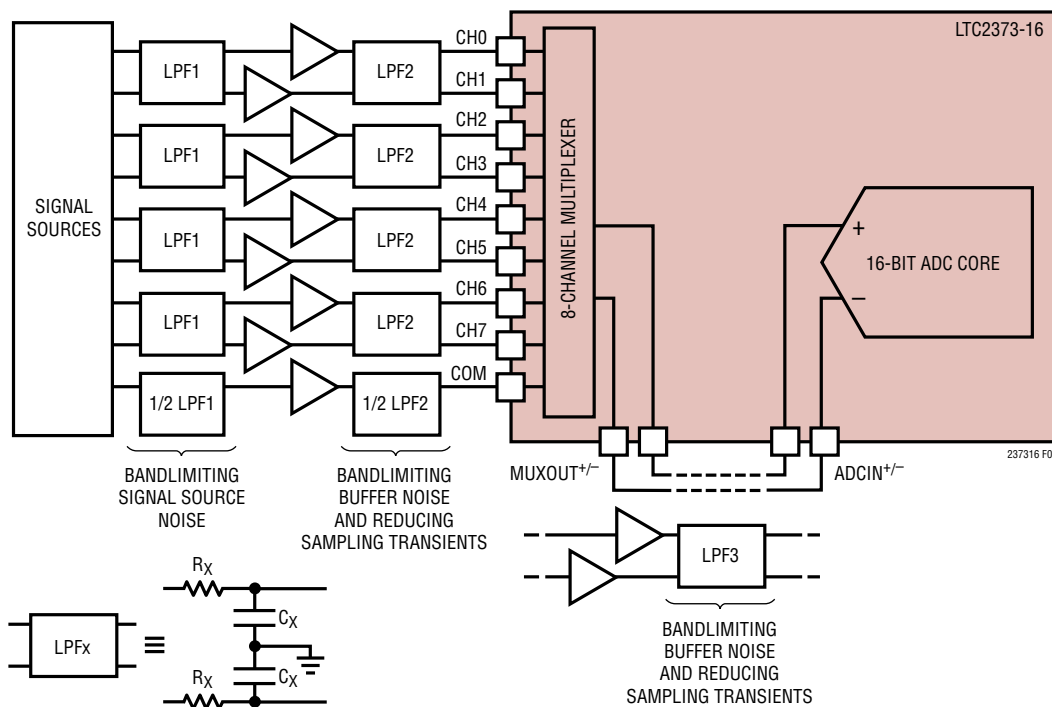 LTC2373-16
SIGNAL
SOURCES
LPF1
LPF1
LPF1
LPF1
1/2 LPF1
LPF2
LPF2
LPF2
LPF2
1/2 LPF2
CH0
CH1
CH2
CH3
CH4
CH5
CH6
CH7
COM
8-CHANNEL MULTIPLEXER
+
–
16-BIT ADC CORE
237316 F0
MUXOUT+/–
ADCIN+/–
BANDLIMITING
SIGNAL SOURCE
NOISE
BANDLIMITING
BUFFER NOISE
AND REDUCING
SAMPLING TRANSIENTS
LPF3
BANDLIMITING
BUFFER NOISE
AND REDUCING
SAMPLING TRANSIENTS
LPFx
≡
RX
CX
CX
RX